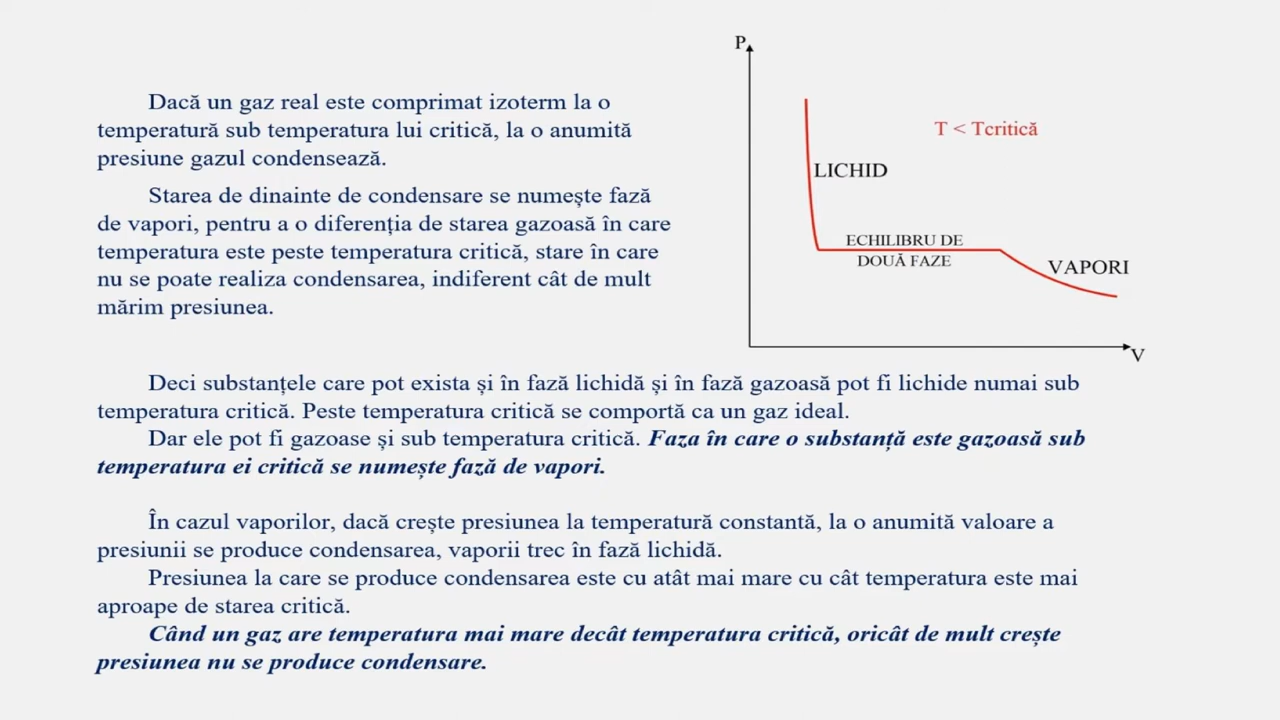 Dacă un gaz real este comprimat izoterm la o
temperatură sub temperatura lui critică, la o anumită
presiune gazul condensează.
Starea de dinainte de condensare se numește fază
de vapori, pentru a o diferenția de starea gazoasă în care
temperatura este peste temperatura critică, stare în care
nu se poate realiza condensarea, indiferent cât de mult
mărim presiunea.
P
T < Tcritică
LICHID
ECHILIBRU DE
DOUĂ FAZE
VAPORI
V
Deci substanțele care pot exista și în fază lichidă și în fază gazoasă pot fi lichide numai sub
temperatura critică. Peste temperatura critică se comportă ca un gaz ideal.
Dar ele pot fi gazoase și sub temperatura critică. Faza în care o substanță este gazoasă sub
temperatura ei critică se numește fază de vapori.
În cazul vaporilor, dacă crește presiunea la temperatură constantă, la o anumită valoare a
presiunii se produce condensarea, vaporii trec în fază lichidă.
Presiunea la care se produce condensarea este cu atât mai mare cu cât temperatura este mai
aproape de starea critică.
Când un gaz are temperatura mai mare decât temperatura critică, oricât de mult crește
presiunea nu se produce condensare.